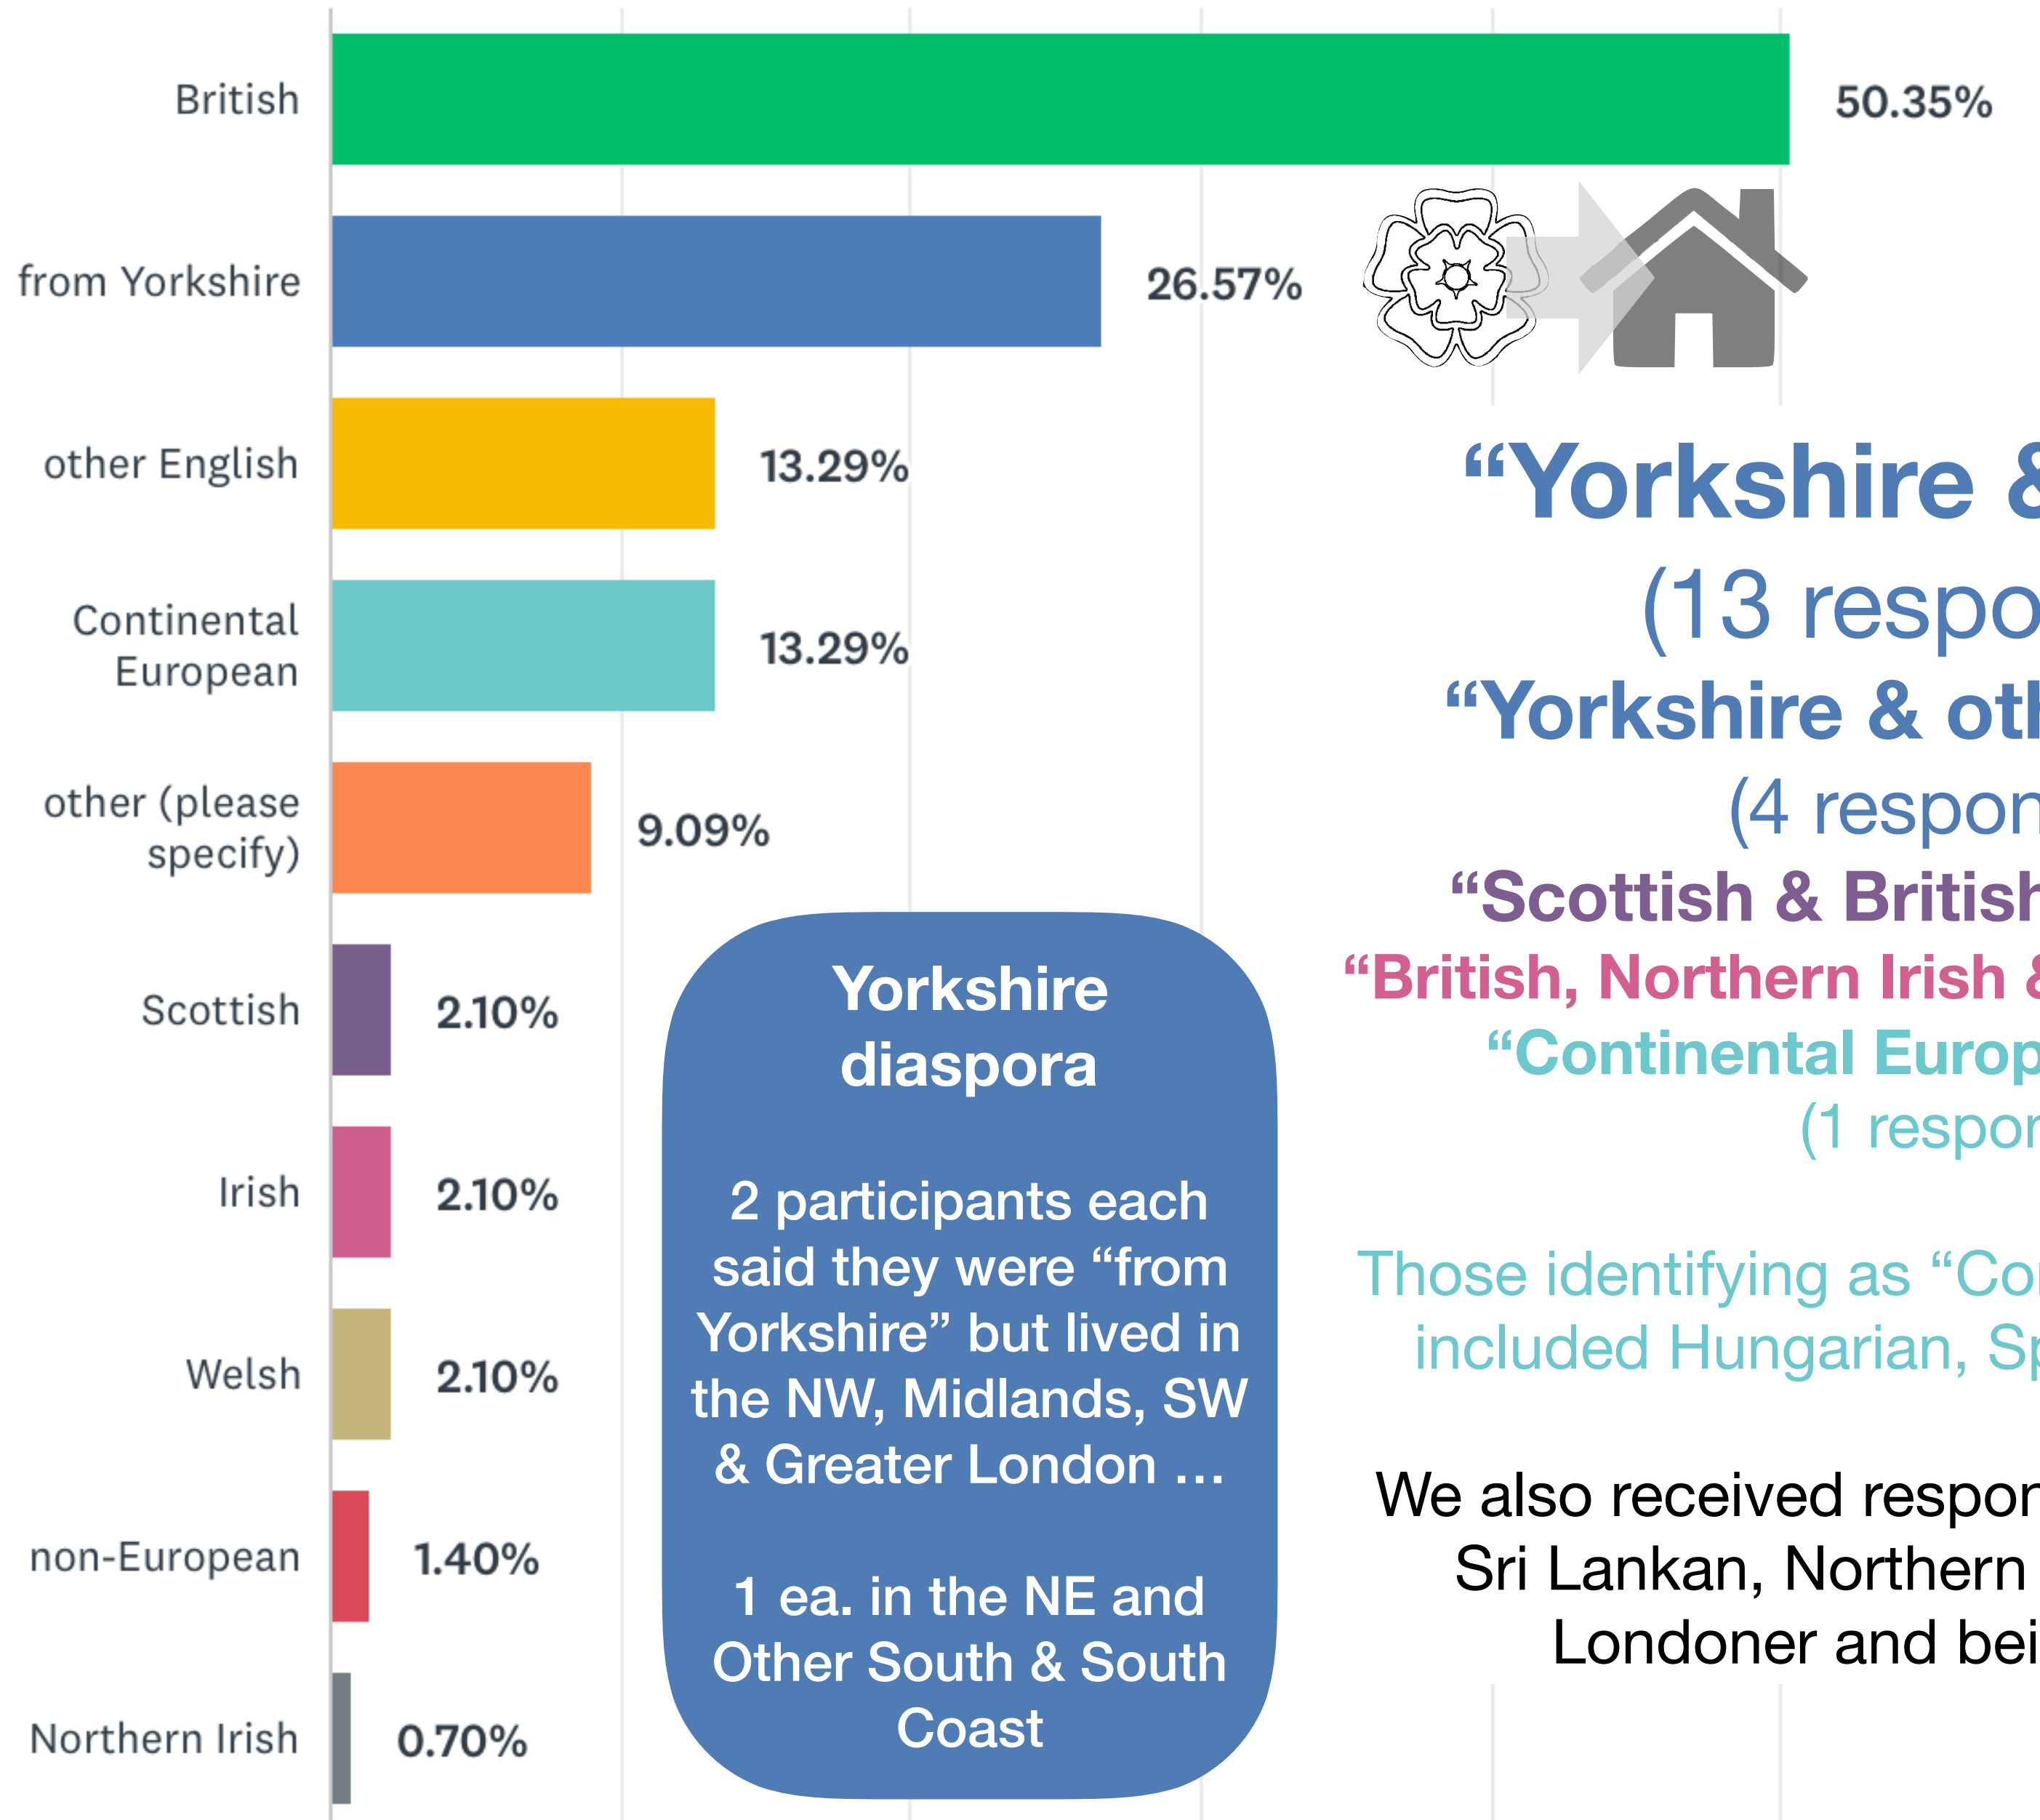 British
50.35%
from Yorkshire
26.57%
other English
13.29%
Continental
European
13.29%
other (please
specify)
9.09%
Scottish
2.10%
Irish
2.10%
Welsh
2.10%
non-European
1.40%
Northern Irish
0.70%
Yorkshire
diaspora
2 participants each
said they were “from
Yorkshire” but lived in
the NW, Midlands, SW
& Greater London …
1 ea. in the NE and
Other South & South
Coast
“Yorkshire &
(13
“Yorkshire &
(4
“Scottish & British
“British, Northern Irish &
“Continental
(1
Those identifying as
included Hungarian,
We also received
Sri Lankan, Northern
Londoner and